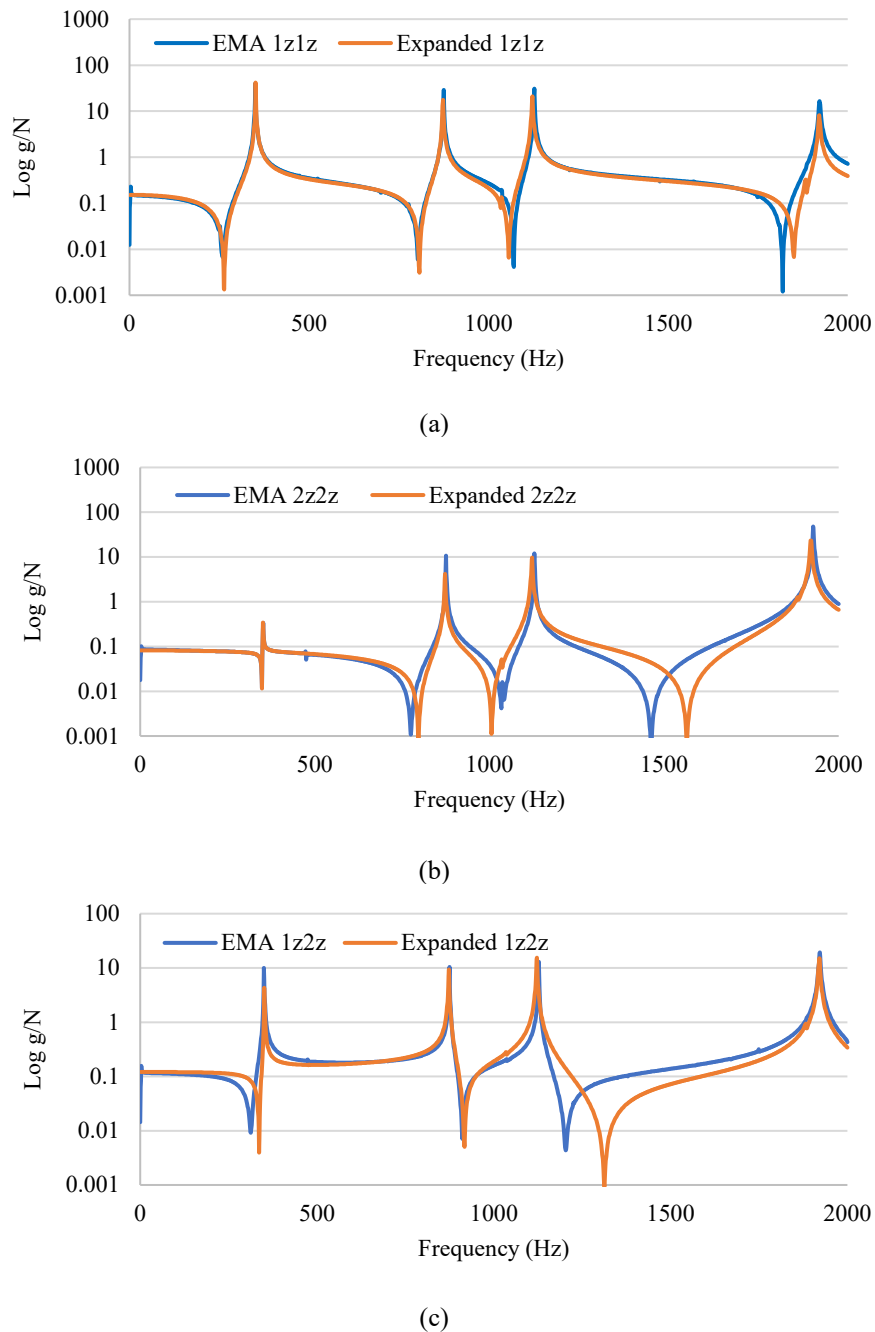 EMA 1z1z Expanded 1z1z
1000
100
10
1
0.1
0.01
0.001
Log g/N
0 500 1000 1500 2000
Frequency (Hz)
(a)
EMA 2z2z Expanded 2z2z
1000
100
10
1
0.1
0.01
0.001
Log g/N
0 500 1000 1500 2000
Frequency (Hz)
(b)
EMA 1z2z Expanded 1z2z
100
10
1
0.1
0.01
0.001
Log g/N
0 500 1000 1500 2000
Frequency (Hz)
(c)